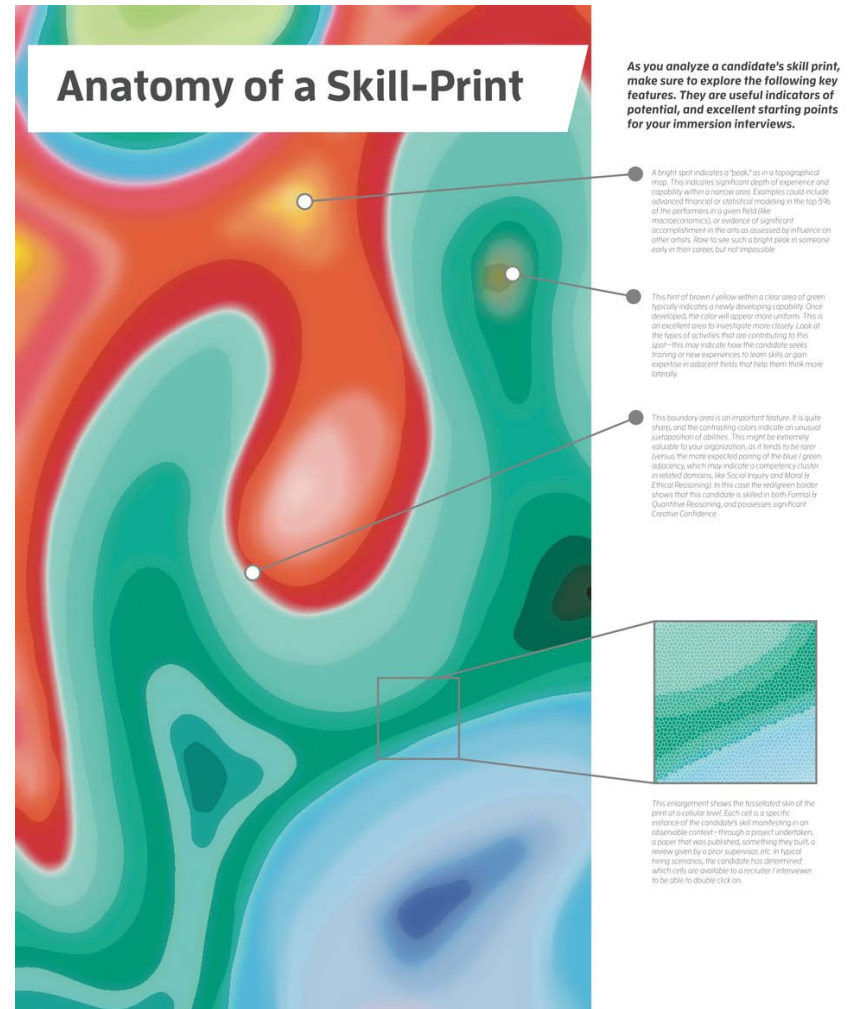 Anatomy of a Skill-Print
As you analyze a candidate's skill print,
make sure to explore the following key
features. They are useful indicators of
potential, and excellent starting points
for your immersion interviews.
A bright spot indicates a "peak," as in a topographical
map. This indicates significant depth of experience and
capability within a narrow area. Examples could include
advanced financial or statistical modeling in the top 5%
of the performers in a given field (like
macroeconomics), or evidence of significant
accomplishment in the arts as assessed by influence on
other artists. Rare to see such a bright peak in someone
early in their career, but not impossible.
This hint of brown / yellow within a clear area of green
typically indicates a newly developing capability. Once
developed, the color will appear more uniform. This is
an excellent area to investigate more closely. Look at
the types of activities that are contributing to this
spot—this may indicate how the candidate seeks
training or new experiences to learn skills or gain
expertise in adjacent fields that help them think more
laterally.
This boundary area is an important feature. It is quite
sharp, and the contrasting colors indicate an unusual
juxtaposition of abilities. This might be extremely
valuable to your organization, as it tends to be rarer
(versus the more expected pairing of the blue / green
adjacency, which may indicate a competency cluster
in related domains, like Social Inquiry and Moral &
Ethical Reasoning). In this case the red/green border
shows that this candidate is skilled in both Formal &
Quantitive Reasoning, and possesses significant
Creative Confidence.
This enlargement shows the tessellated skin of the
print at a cellular level. Each cell is a specific
instance of the candidate's skill manifesting in an
observable context—through a project undertaken,
a paper that was published, something they built, a
review given by a prior supervisor, etc. In typical
hiring scenarios, the candidate has determined
which cells are available to a recruiter / interviewer
to be able to double click on.